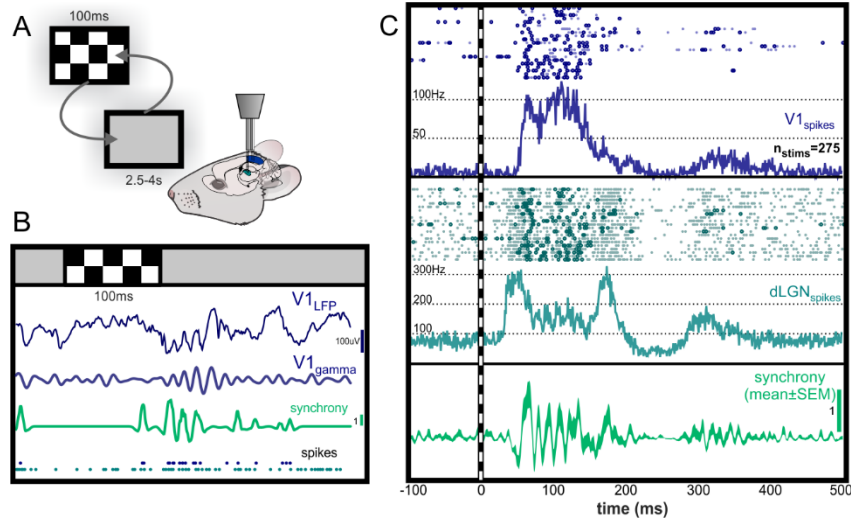 A
100ms
2.5-4s
B
100ms
V1LFP
100uV
V1gamma
synchrony
1
spikes
C
100Hz
V1spikes
50
nstims=275
300Hz
dLGNspikes
200
100
synchrony
(mean±SEM)
1
-100 0 100 200 300 400 500
time (ms)